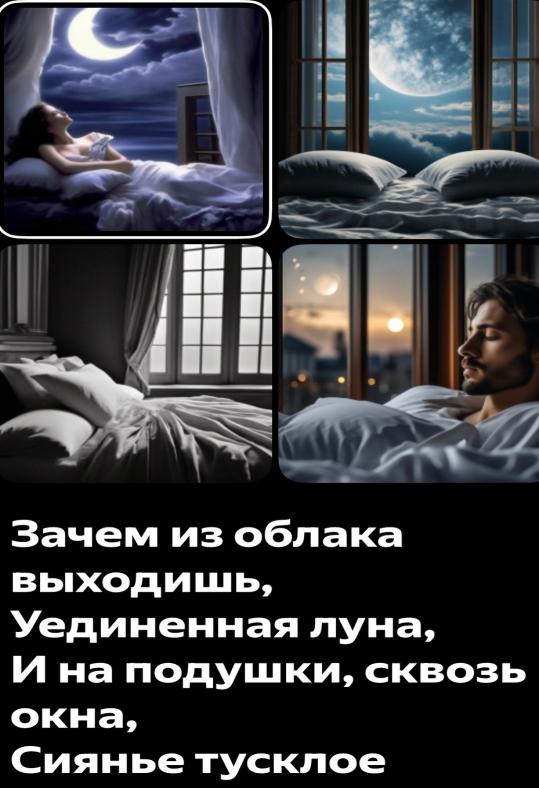 Зачем из облака
выходишь,
Уединенная луна,
И на подушки, сквозь
окна,
Сиянье тусклое